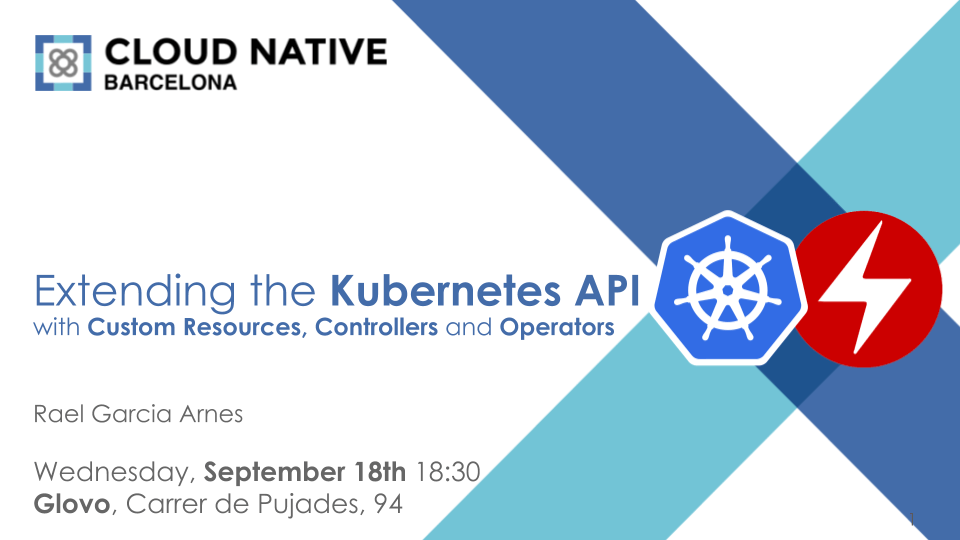 CLOUD NATIVE
BARCELONA
Extending the Kubernetes API
with Custom Resources, Controllers and Operators
Rael Garcia Arnes
Wednesday, September 18th 18:30
Glovo, Carrer de Pujades, 94
1